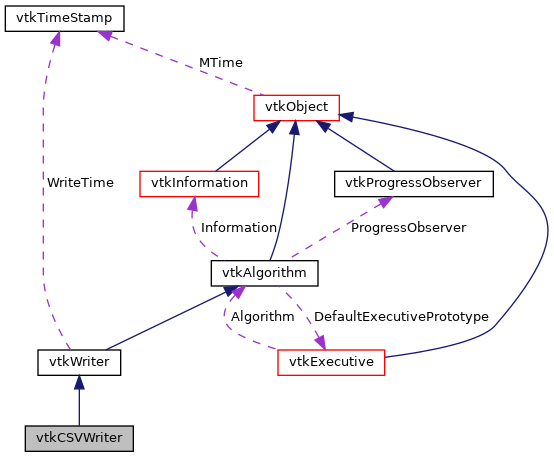 vtkTimeStamp
MTime
vtkObject
WriteTime
vtkInformation
vtkProgressObserver
Information
ProgressObserver
vtkAlgorithm
Algorithm
DefaultExecutivePrototype
vtkWriter
vtkExecutive
vtkCSVWriter